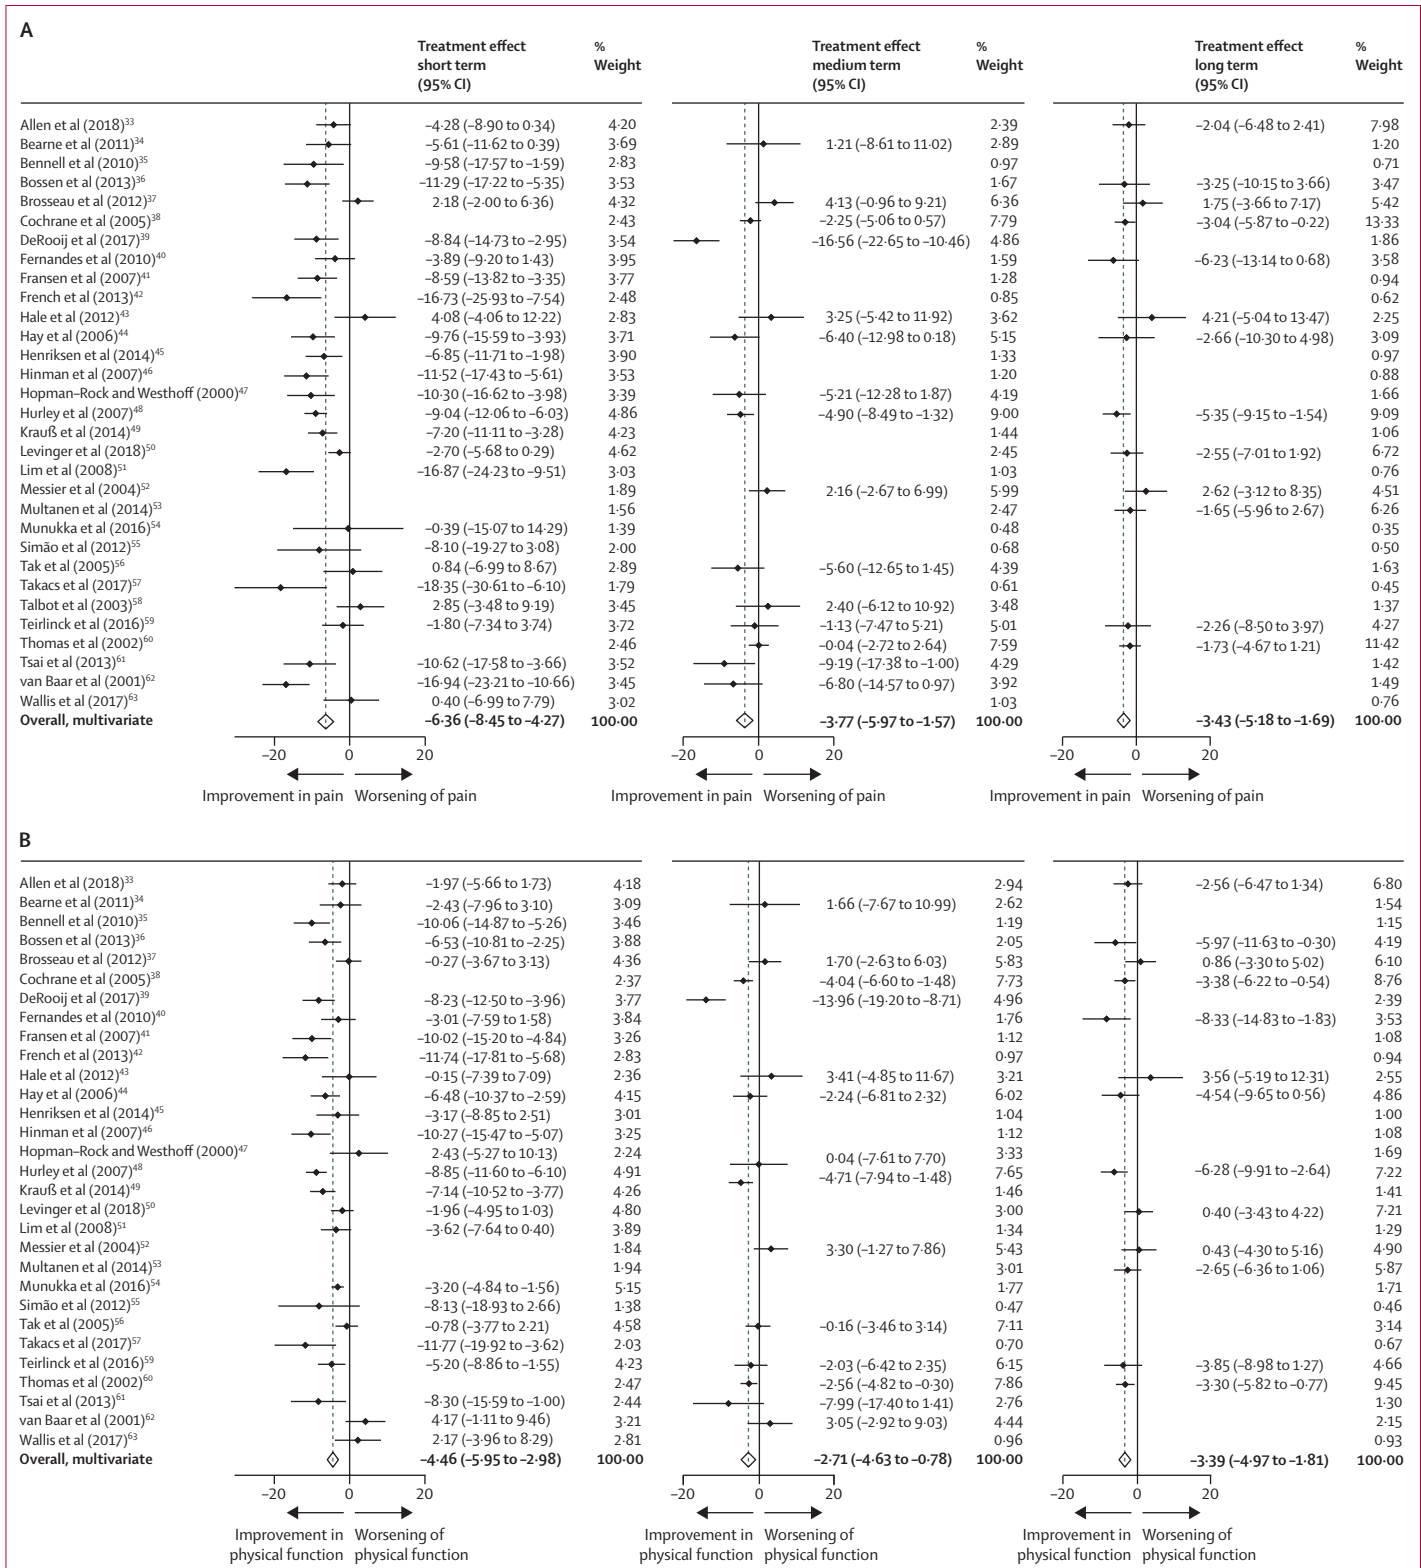 A
Treatment effect short term (95% CI) % Weight Treatment effect medium term (95% CI) % Weight Treatment effect long term (95% CI) % Weight
Allen et al (2018)33 –4·28 (–8·90 to 0·34) 4·20 2·39 –2·04 (–6·48 to 2·41) 7·98
Bearne et al (2011)34 –5·61 (–11·62 to 0·39) 3·69 1·21 (–8·61 to 11·02) 2·89 1·20
Bennell et al (2010)35 –9·58 (–17·57 to –1·59) 2·83 0·97 0·71
Bossen et al (2013)36 –11·29 (–17·22 to –5·35) 3·53 1·67 –3·25 (–10·15 to 3·66) 3·47
Brosseau et al (2012)37 2·18 (–2·00 to 6·36) 4·32 4·13 (–0·96 to 9·21) 6·36 1·75 (–3·66 to 7·17) 5·42
Cochrane et al (2005)38 2·43 –2·25 (–5·06 to 0·57) 7·79 –3·04 (–5·87 to –0·22) 13·33
DeRooij et al (2017)39 –8·84 (–14·73 to –2·95) 3·54 –16·56 (–22·65 to –10·46) 4·86 1·86
Fernandes et al (2010)40 –3·89 (–9·20 to 1·43) 3·95 1·59 –6·23 (–13·14 to 0·68) 3·58
Fransen et al (2007)41 –8·59 (–13·82 to –3·35) 3·77 1·28 0·94
French et al (2013)42 –16·73 (–25·93 to –7·54) 2·48 0·85 0·62
Hale et al (2012)43 4·08 (–4·06 to 12·22) 2·83 3·25 (–5·42 to 11·92) 3·62 4·21 (–5·04 to 13·47) 2·25
Hay et al (2006)44 –9·76 (–15·59 to –3·93) 3·71 –6·40 (–12·98 to 0·18) 5·15 –2·66 (–10·30 to 4·98) 3·09
Henriksen et al (2014)45 –6·85 (–11·71 to –1·98) 3·90 1·33 0·97
Hinman et al (2007)46 –11·52 (–17·43 to –5·61) 3·53 1·20 0·88
Hopman–Rock and Westhoff (2000)47 –10·30 (–16·62 to –3·98) 3·39 –5·21 (–12·28 to 1·87) 4·19 1·66
Hurley et al (2007)48 –9·04 (–12·06 to –6·03) 4·86 –4·90 (–8·49 to –1·32) 9·00 –5·35 (–9·15 to –1·54) 9·09
Krauß et al (2014)49 –7·20 (–11·11 to –3·28) 4·23 1·44 1·06
Levinger et al (2018)50 –2·70 (–5·68 to 0·29) 4·62 2·45 –2·55 (–7·01 to 1·92) 6·72
Lim et al (2008)51 –16·87 (–24·23 to –9·51) 3·03 1·03 0·76
Messier et al (2004)52 1·89 2·16 (–2·67 to 6·99) 5·99 2·62 (–3·12 to 8·35) 4·51
Multanen et al (2014)53 1·56 2·47 –1·65 (–5·96 to 2·67) 6·26
Munukka et al (2016)54 –0·39 (–15·07 to 14·29) 1·39 0·48 0·35
Simão et al (2012)55 –8·10 (–19·27 to 3·08) 2·00 0·68 0·50
Tak et al (2005)56 0·84 (–6·99 to 8·67) 2·89 –5·60 (–12·65 to 1·45) 4·39 1·63
Takacs et al (2017)57 –18·35 (–30·61 to –6·10) 1·79 0·61 0·45
Talbot et al (2003)58 2·85 (–3·48 to 9·19) 3·45 2·40 (–6·12 to 10·92) 3·48 1·37
Teirlinck et al (2016)59 –1·80 (–7·34 to 3·74) 3·72 –1·13 (–7·47 to 5·21) 5·01 –2·26 (–8·50 to 3·97) 4·27
Thomas et al (2002)60 2·46 –0·04 (–2·72 to 2·64) 7·59 –1·73 (–4·67 to 1·21) 11·42
Tsai et al (2013)61 –10·62 (–17·58 to –3·66) 3·52 –9·19 (–17·38 to –1·00) 4·29 1·42
van Baar et al (2001)62 –16·94 (–23·21 to –10·66) 3·45 –6·80 (–14·57 to 0·97) 3·92 1·49
Wallis et al (2017)63 0·40 (–6·99 to 7·79) 3·02 1·03 0·76
Overall, multivariate –6·36 (–8·45 to –4·27) 100·00 –3·77 (–5·97 to –1·57) 100·00 –3·43 (–5·18 to –1·69) 100·00
–20 0 20 –20 0 20 –20 0 20
Improvement in pain Worsening of pain Improvement in pain Worsening of pain Improvement in pain Worsening of pain
B
Allen et al (2018)33 –1·97 (–5·66 to 1·73) 4·18 2·94 –2·56 (–6·47 to 1·34) 6·80
Bearne et al (2011)34 –2·43 (–7·96 to 3·10) 3·09 1·66 (–7·67 to 10·99) 2·62 1·54
Bennell et al (2010)35 –10·06 (–14·87 to –5·26) 3·46 1·19 1·15
Bossen et al (2013)36 –6·53 (–10·81 to –2·25) 3·88 2·05 –5·97 (–11·63 to –0·30) 4·19
Brosseau et al (2012)37 –0·27 (–3·67 to 3·13) 4·36 1·70 (–2·63 to 6·03) 5·83 0·86 (–3·30 to 5·02) 6·10
Cochrane et al (2005)38 2·37 –4·04 (–6·60 to –1·48) 7·73 –3·38 (–6·22 to –0·54) 8·76
DeRooij et al (2017)39 –8·23 (–12·50 to –3·96) 3·77 –13·96 (–19·20 to –8·71) 4·96 2·39
Fernandes et al (2010)40 –3·01 (–7·59 to 1·58) 3·84 1·76 –8·33 (–14·83 to –1·83) 3·53
Fransen et al (2007)41 –10·02 (–15·20 to –4·84) 3·26 1·12 1·08
French et al (2013)42 –11·74 (–17·81 to –5·68) 2·83 0·97 0·94
Hale et al (2012)43 –0·15 (–7·39 to 7·09) 2·36 3·41 (–4·85 to 11·67) 3·21 3·56 (–5·19 to 12·31) 2·55
Hay et al (2006)44 –6·48 (–10·37 to –2·59) 4·15 –2·24 (–6·81 to 2·32) 6·02 –4·54 (–9·65 to 0·56) 4·86
Henriksen et al (2014)45 –3·17 (–8·85 to 2·51) 3·01 1·04 1·00
Hinman et al (2007)46 –10·27 (–15·47 to –5·07) 3·25 1·12 1·08
Hopman–Rock and Westhoff (2000)47 2·43 (–5·27 to 10·13) 2·24 0·04 (–7·61 to 7·70) 3·33 1·69
Hurley et al (2007)48 –8·85 (–11·60 to –6·10) 4·91 –4·71 (–7·94 to –1·48) 7·65 –6·28 (–9·91 to –2·64) 7·22
Krauß et al (2014)49 –7·14 (–10·52 to –3·77) 4·26 1·46 1·41
Levinger et al (2018)50 –1·96 (–4·95 to 1·03) 4·80 3·00 0·40 (–3·43 to 4·22) 7·21
Lim et al (2008)51 –3·62 (–7·64 to 0·40) 3·89 1·34 1·29
Messier et al (2004)52 1·84 3·30 (–1·27 to 7·86) 5·43 0·43 (–4·30 to 5·16) 4·90
Multanen et al (2014)53 1·94 3·01 –2·65 (–6·36 to 1·06) 5·87
Munukka et al (2016)54 –3·20 (–4·84 to –1·56) 5·15 1·77 1·71
Simão et al (2012)55 –8·13 (–18·93 to 2·66) 1·38 0·47 0·46
Tak et al (2005)56 –0·78 (–3·77 to 2·21) 4·58 –0·16 (–3·46 to 3·14) 7·11 3·14
Takacs et al (2017)57 –11·77 (–19·92 to –3·62) 2·03 0·70 0·67
Teirlinck et al (2016)59 –5·20 (–8·86 to –1·55) 4·23 –2·03 (–6·42 to 2·35) 6·15 –3·85 (–8·98 to 1·27) 4·66
Thomas et al (2002)60 2·47 –2·56 (–4·82 to –0·30) 7·86 –3·30 (–5·82 to –0·77) 9·45
Tsai et al (2013)61 –8·30 (–15·59 to –1·00) 2·44 –7·99 (–17·40 to 1·41) 2·76 1·30
van Baar et al (2001)62 4·17 (–1·11 to 9·46) 3·21 3·05 (–2·92 to 9·03) 4·44 2·15
Wallis et al (2017)63 2·17 (–3·96 to 8·29) 2·81 0·96 0·93
Overall, multivariate –4·46 (–5·95 to –2·98) 100·00 –2·71 (–4·63 to –0·78) 100·00 –3·39 (–4·97 to –1·81) 100·00
–20 0 20 –20 0 20 –20 0 20
Improvement in physical function Worsening of physical function Improvement in physical function Worsening of physical function Improvement in physical function Worsening of physical function